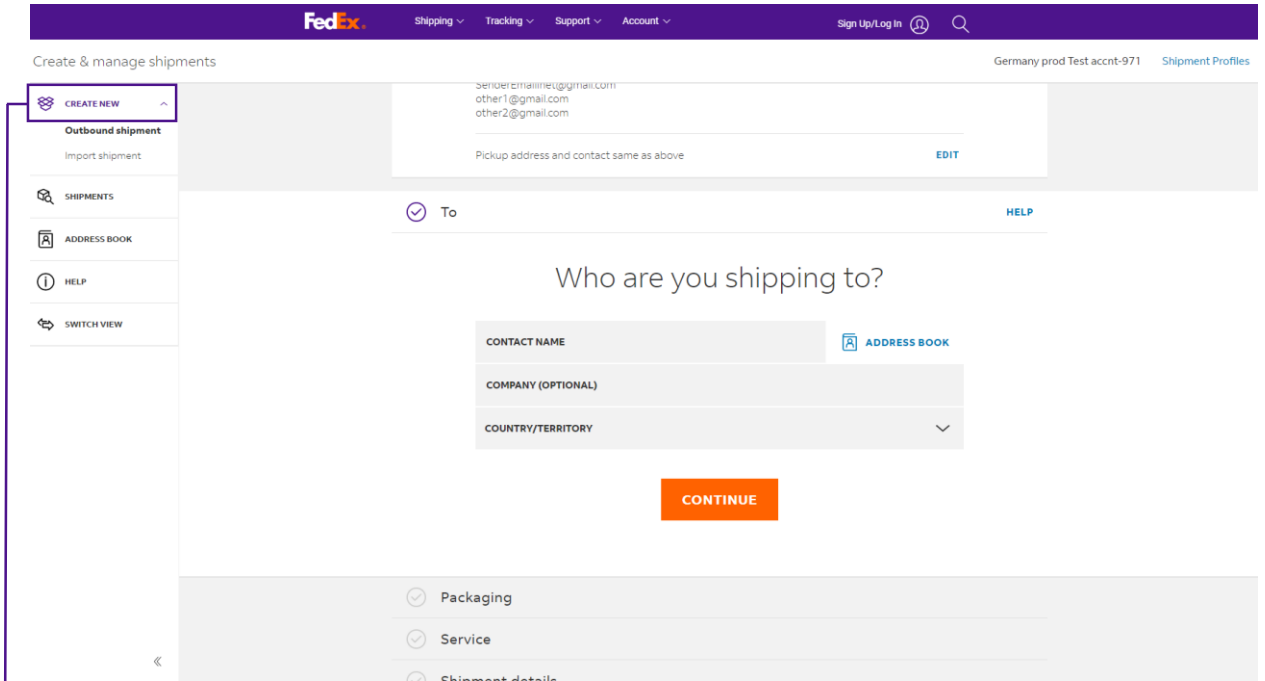 FedEx. Shipping Tracking Support Account Sign Up/Log In
Create & manage shipments Germany prod Test accnt-971 Shipment Profiles
CREATE NEW
Outbound shipment
Import shipment
SHIPMENTS
ADDRESS BOOK
HELP
SWITCH VIEW
other1@gmail.com
other2@gmail.com
Pickup address and contact same as above EDIT
To HELP
Who are you shipping to?
CONTACT NAME ADDRESS BOOK
COMPANY (OPTIONAL)
COUNTRY/TERRITORY
CONTINUE
Packaging
Service
Shipment details